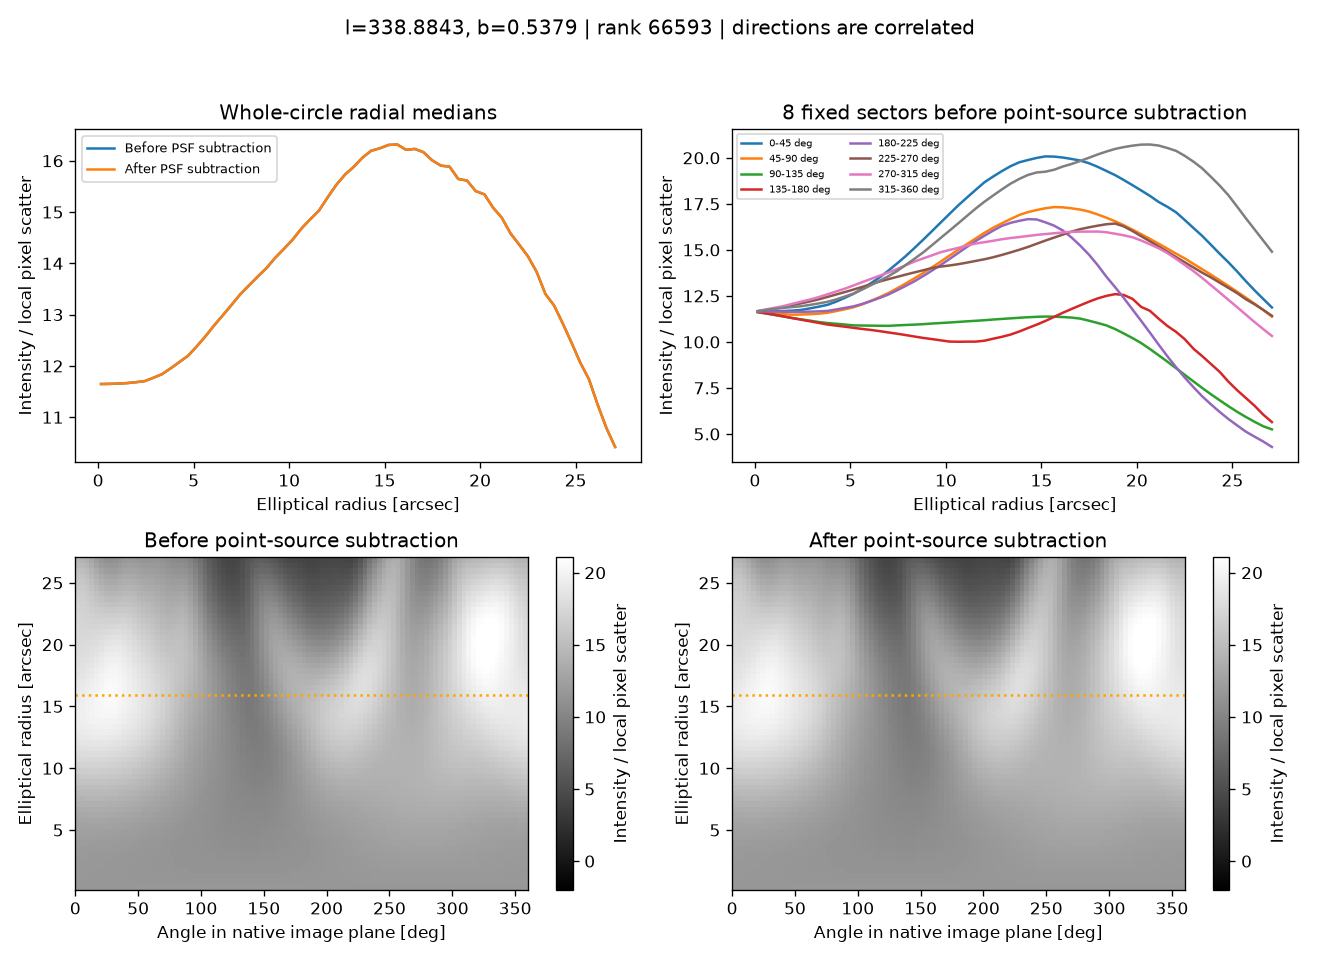 l=338.8843, b=0.5379 | rank 66593 | directions are correlated
Whole-circle radial medians
Before PSF subtraction
After PSF subtraction
16
15
14
13
12
11
0 5 10 15 20 25
Elliptical radius [arcsec]
Intensity / local pixel scatter
8 fixed sectors before point-source subtraction
0-45 deg
45-90 deg
90-135 deg
135-180 deg
180-225 deg
225-270 deg
270-315 deg
315-360 deg
20.0
17.5
15.0
12.5
10.0
7.5
5.0
0 5 10 15 20 25
Elliptical radius [arcsec]
Intensity / local pixel scatter
Before point-source subtraction
25
20
15
10
5
0 50 100 150 200 250 300 350
Angle in native image plane [deg]
Elliptical radius [arcsec]
20
15
10
5
0
Intensity / local pixel scatter
After point-source subtraction
25
20
15
10
5
0 50 100 150 200 250 300 350
Angle in native image plane [deg]
Elliptical radius [arcsec]
20
15
10
5
0
Intensity / local pixel scatter